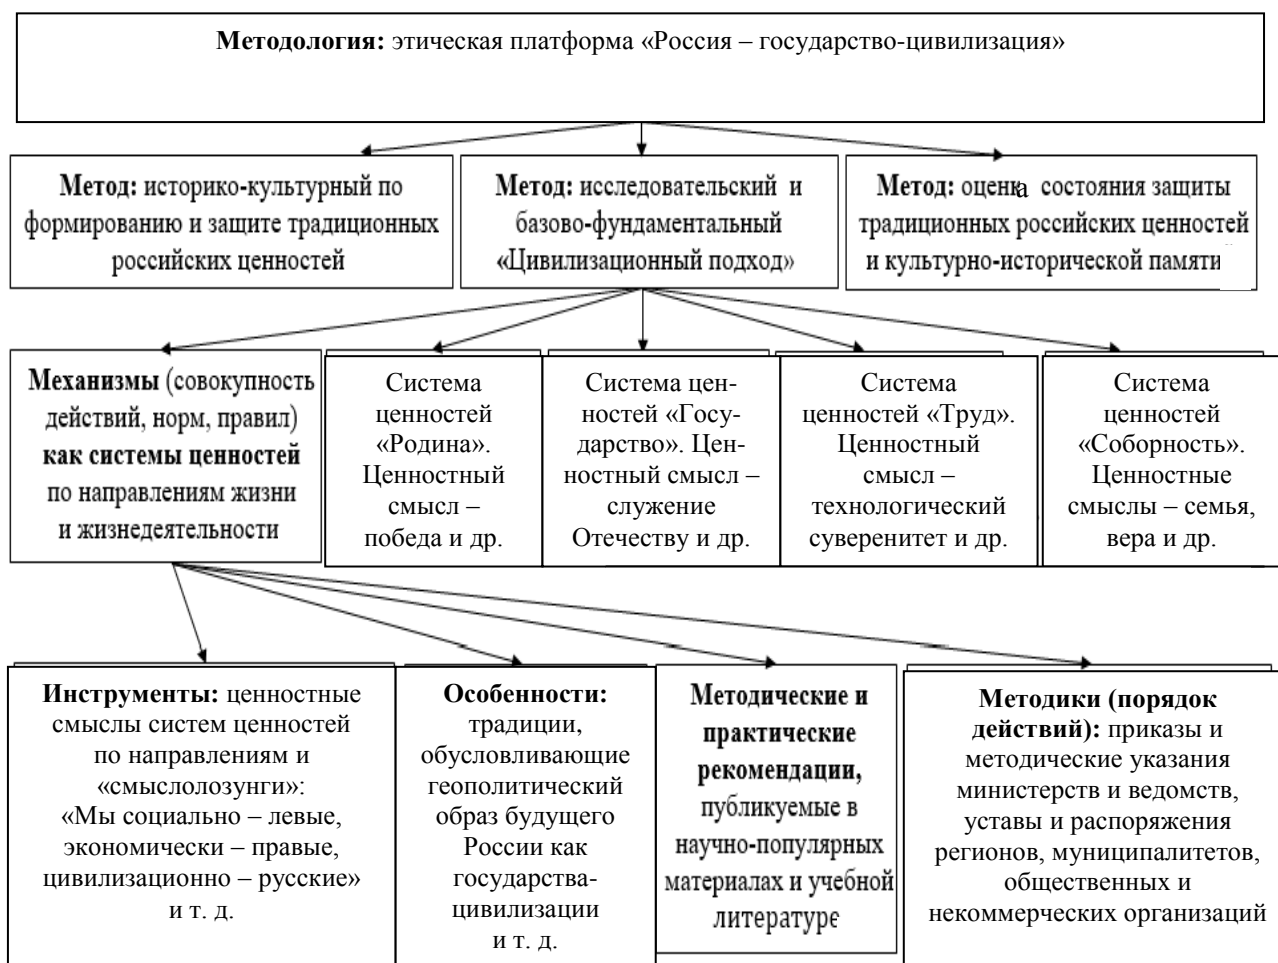 Методология: этическая платформа «Россия – государство-цивилизация»
Метод: историко-культурный по
формированию и защите традиционных
российских ценностей
Метод: исследовательский и
базово-фундаментальный
«Цивилизационный подход»
Метод: оценка состояния защиты
традиционных российских ценностей
и культурно-исторической памяти
Механизмы (совокупность
действий, норм, правил)
как системы ценностей
по направлениям жизни
и жизнедеятельности
Система
ценностей
«Родина».
Ценностный
смысл –
победа и др.
Система цен-
ностей «Госу-
дарство». Цен-
ностный смысл –
служение
Отечеству и др.
Система
ценностей «Труд».
Ценностный
смысл –
технологический
суверенитет и др.
Система
ценностей
«Соборность».
Ценностные
смыслы – семья,
вера и др.
Инструменты: ценностные
смыслы систем ценностей
по направлениям и
«смыслолозунги»:
«Мы социально – левые,
экономически – правые,
цивилизационно – русские»
и т. д.
Особенности:
традиции,
обусловливающие
геополитический
образ будущего
России как
государства-
цивилизации
и т. д.
Методические и
практические
рекомендации,
публикуемые в
научно-популярных
материалах и учебной
литературе
Методики (порядок
действий): приказы и
методические указания
министерств и ведомств,
уставы и распоряжения
регионов, муниципалитетов,
общественных и
некоммерческих организаций